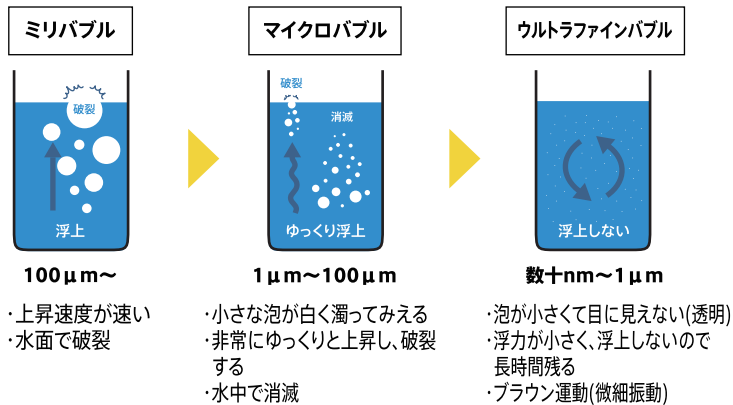 ミリバブル
破裂
浮上
100μm〜
・上昇速度が速い
・水面で破裂
マイクロバブル
破裂
消滅
ゆっくり浮上
1μm〜100μm
・小さな泡が白く濁ってみえる
・非常にゆっくりと上昇し、破裂
する
・水中で消滅
ウルトラファインバブル
浮上しない
数十nm〜1μm
・泡が小さくて目に見えない(透明)
・浮力が小さく、浮上しないので
長時間残る
・ブラウン運動(微細振動)